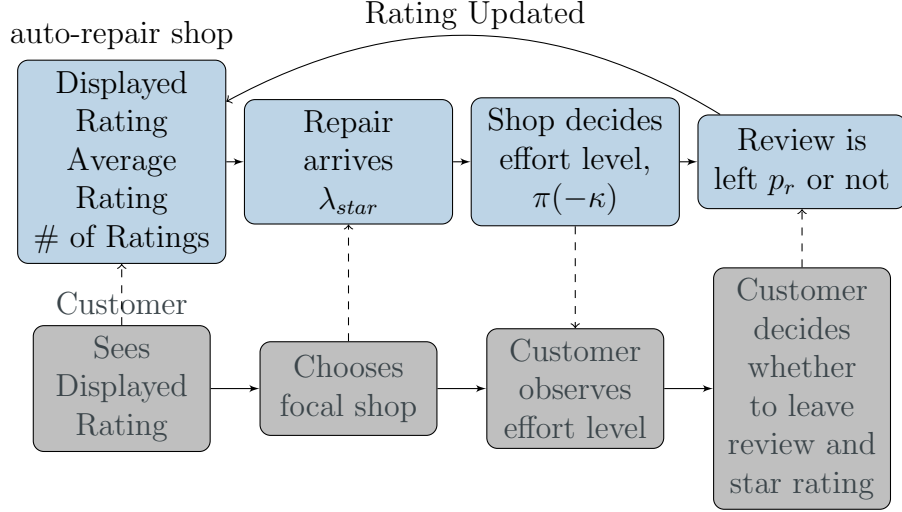 Rating Updated
auto-repair shop
Displayed
Rating
Average
Rating
# of Ratings
Repair
arrives
λ_star
Shop decides
effort level,
π(−κ)
Review is
left p_r or not
Customer
Sees
Displayed
Rating
Chooses
focal shop
Customer
observes
effort level
Customer
decides
whether
to leave
review and
star rating